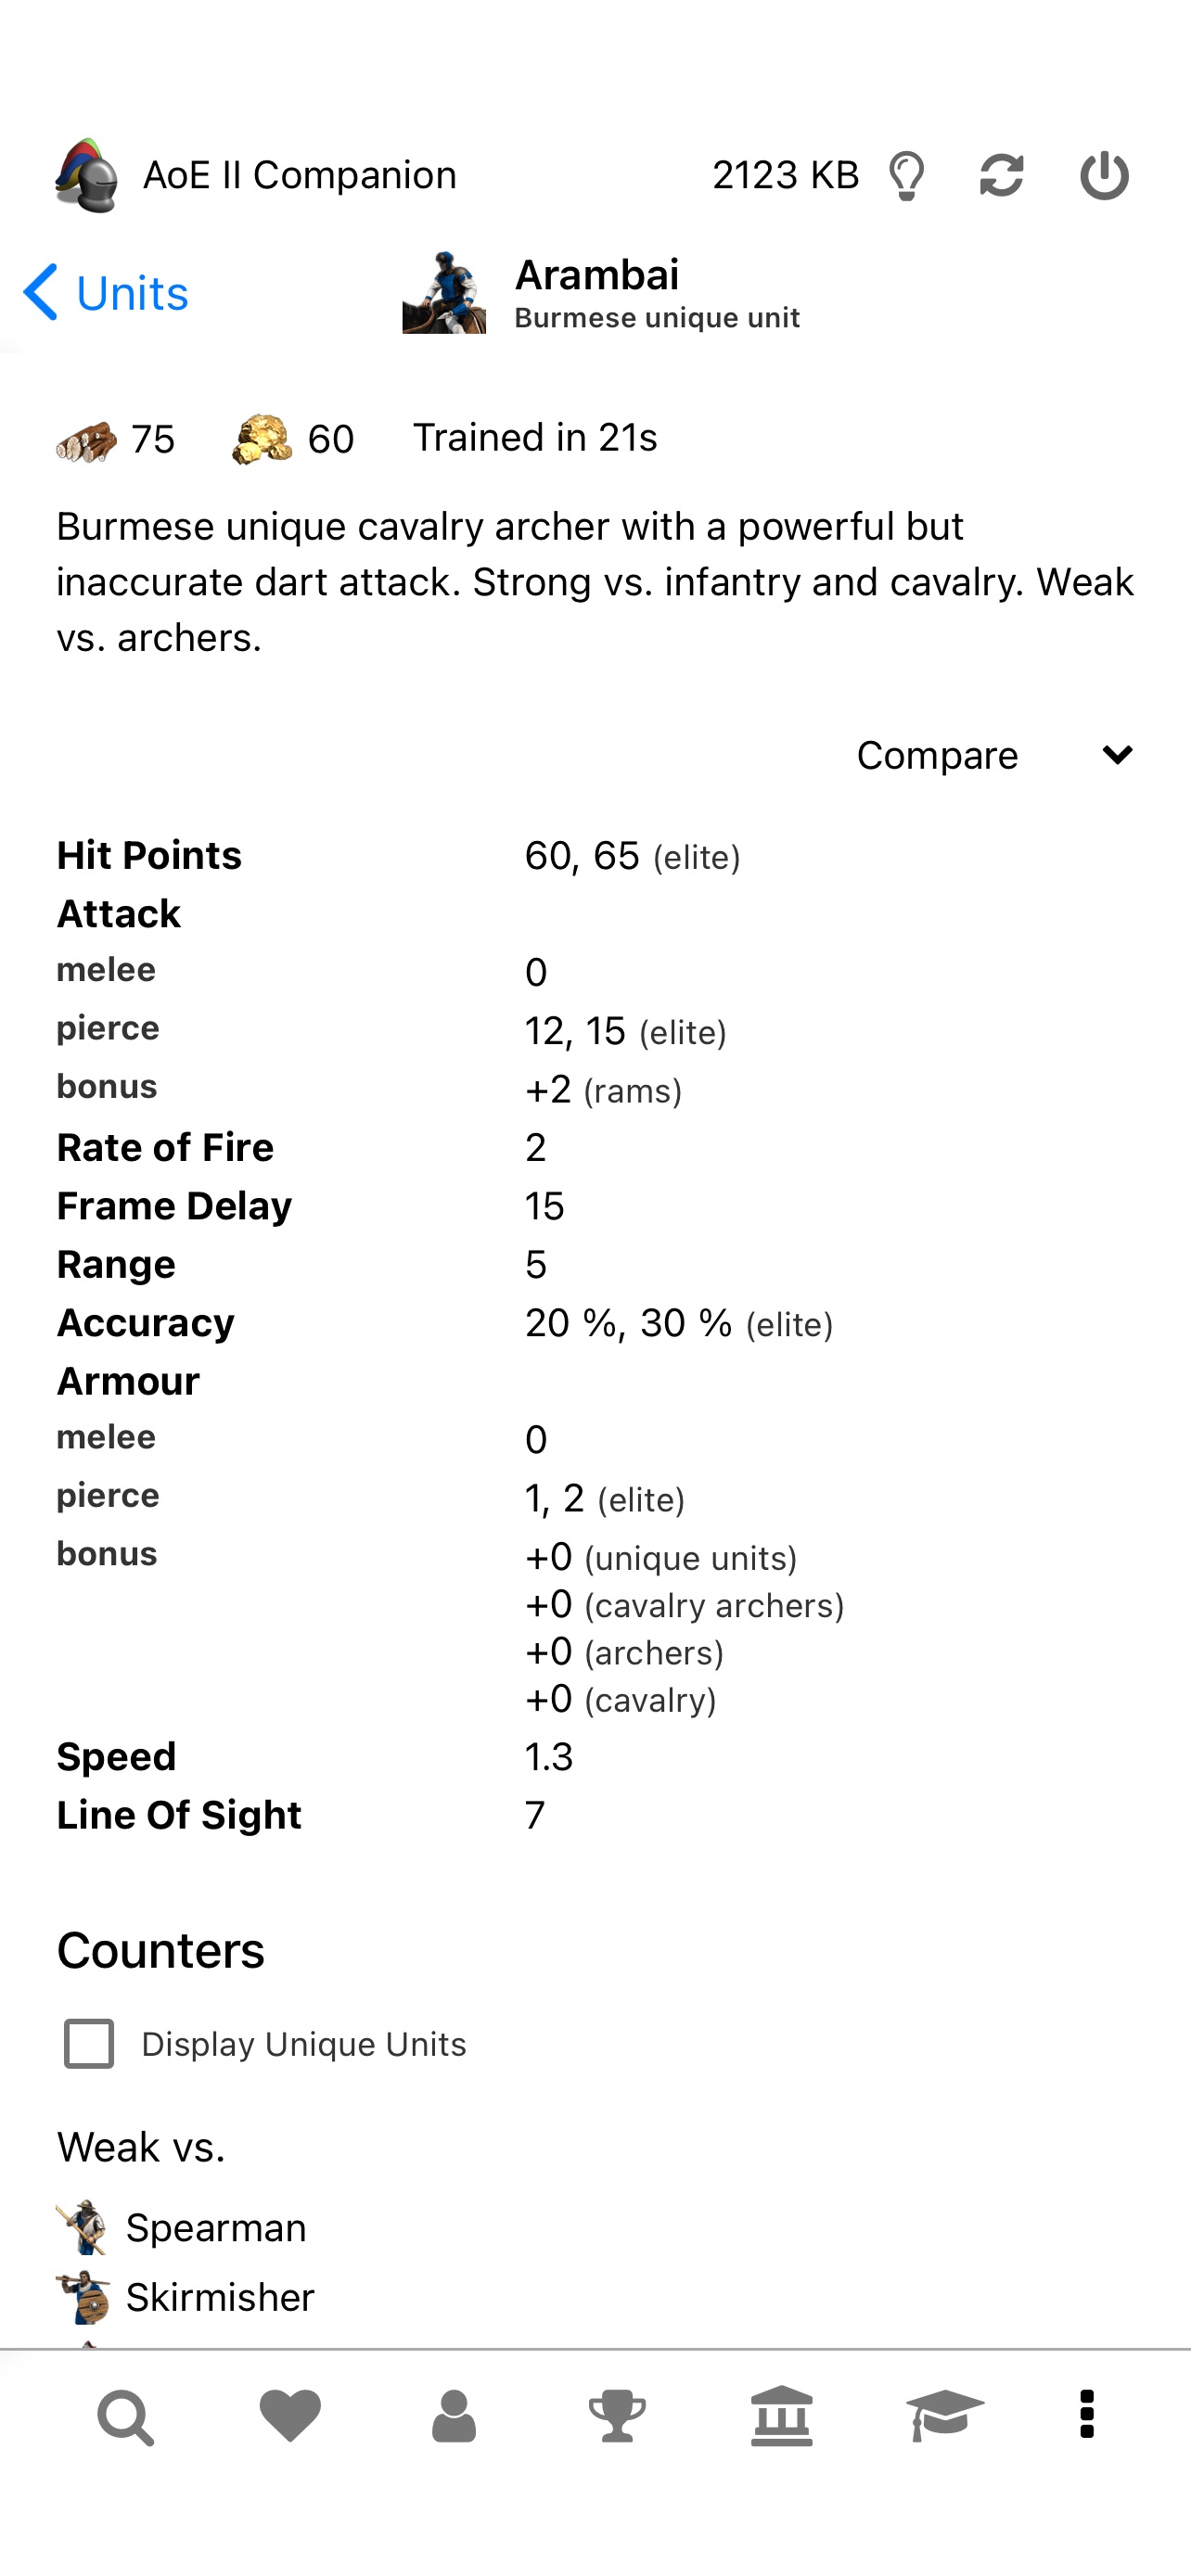 AoE II Companion 2123 KB
Units
Arambai
Burmese unique unit
75 60 Trained in 21s
Burmese unique cavalry archer with a powerful but
inaccurate dart attack. Strong vs. infantry and cavalry. Weak
vs. archers.
Compare
Hit Points 60, 65 (elite)
Attack
melee 0
pierce 12, 15 (elite)
bonus +2 (rams)
Rate of Fire 2
Frame Delay 15
Range 5
Accuracy 20 %, 30 % (elite)
Armour
melee 0
pierce 1, 2 (elite)
bonus +0 (unique units)
+0 (cavalry archers)
+0 (archers)
+0 (cavalry)
Speed 1.3
Line Of Sight 7
Counters
Display Unique Units
Weak vs.
Spearman
Skirmisher